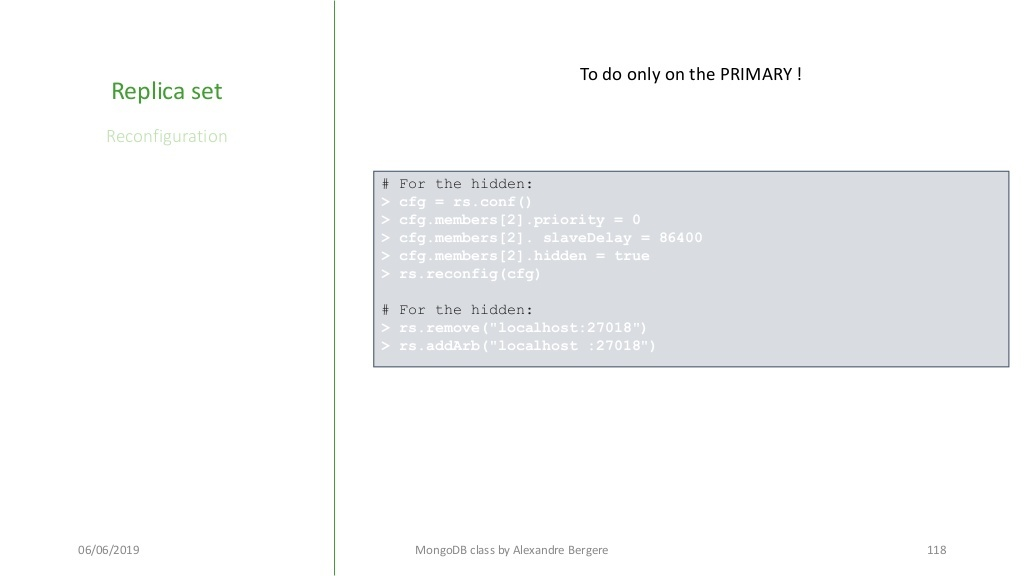 Replica set
Reconfiguration
To do only on the PRIMARY !
# For the hidden:
> cfg = rs.conf()
> cfg.members[2].priority = 0
> cfg.members[2]. slaveDelay = 86400
> cfg.members[2].hidden = true
> rs.reconfig(cfg)
# For the hidden:
> rs.remove("localhost:27018")
> rs.addArb("localhost :27018")
06/06/2019
MongoDB class by Alexandre Bergere
118